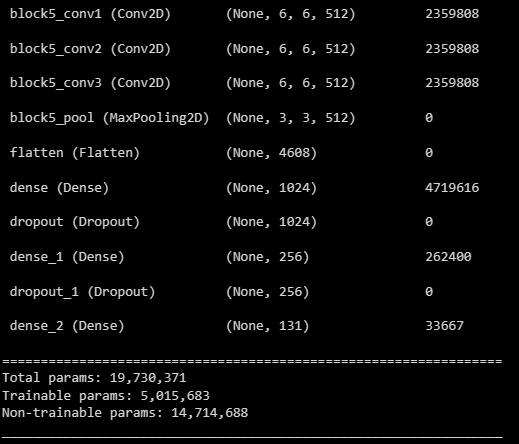 block5_conv1 (Conv2D) (None, 6, 6, 512) 2359808
block5_conv2 (Conv2D) (None, 6, 6, 512) 2359808
block5_conv3 (Conv2D) (None, 6, 6, 512) 2359808
block5_pool (MaxPooling2D) (None, 3, 3, 512) 0
flatten (Flatten) (None, 4608) 0
dense (Dense) (None, 1024) 4719616
dropout (Dropout) (None, 1024) 0
dense_1 (Dense) (None, 256) 262400
dropout_1 (Dropout) (None, 256) 0
dense_2 (Dense) (None, 131) 33667
=================================================================
Total params: 19,730,371
Trainable params: 5,015,683
Non-trainable params: 14,714,688
_________________________________________________________________